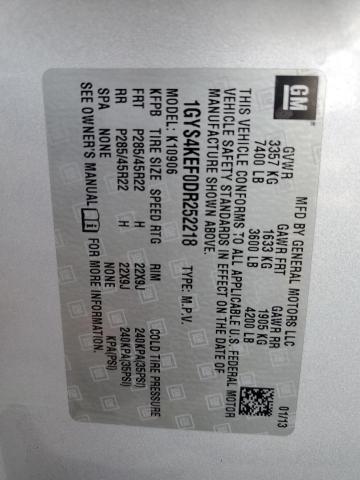 GM
MFD BY GENERAL MOTORS LLC
01/13
GVWR GAWR FRT GAWR RR
3357 KG 1633 KG 1905 KG
7400 LB 3600 LB 4200 LB
THIS VEHICLE CONFORMS TO ALL APPLICABLE U.S. FEDERAL MOTOR
VEHICLE SAFETY STANDARDS IN EFFECT ON THE DATE OF
MANUFACTURE SHOWN ABOVE.
1GYS4KEF0DR252218 TYPE: M.P.V.
MODEL: K10906
KFPB TIRE SIZE SPEED RTG RIM COLD TIRE PRESSURE
FRT P285/45R22 H 22X9J 240KPA(35PSI)
RR P285/45R22 H 22X9J 240KPA(35PSI)
SPA NONE NONE KPA(PSI)
SEE OWNER'S MANUAL FOR MORE INFORMATION.